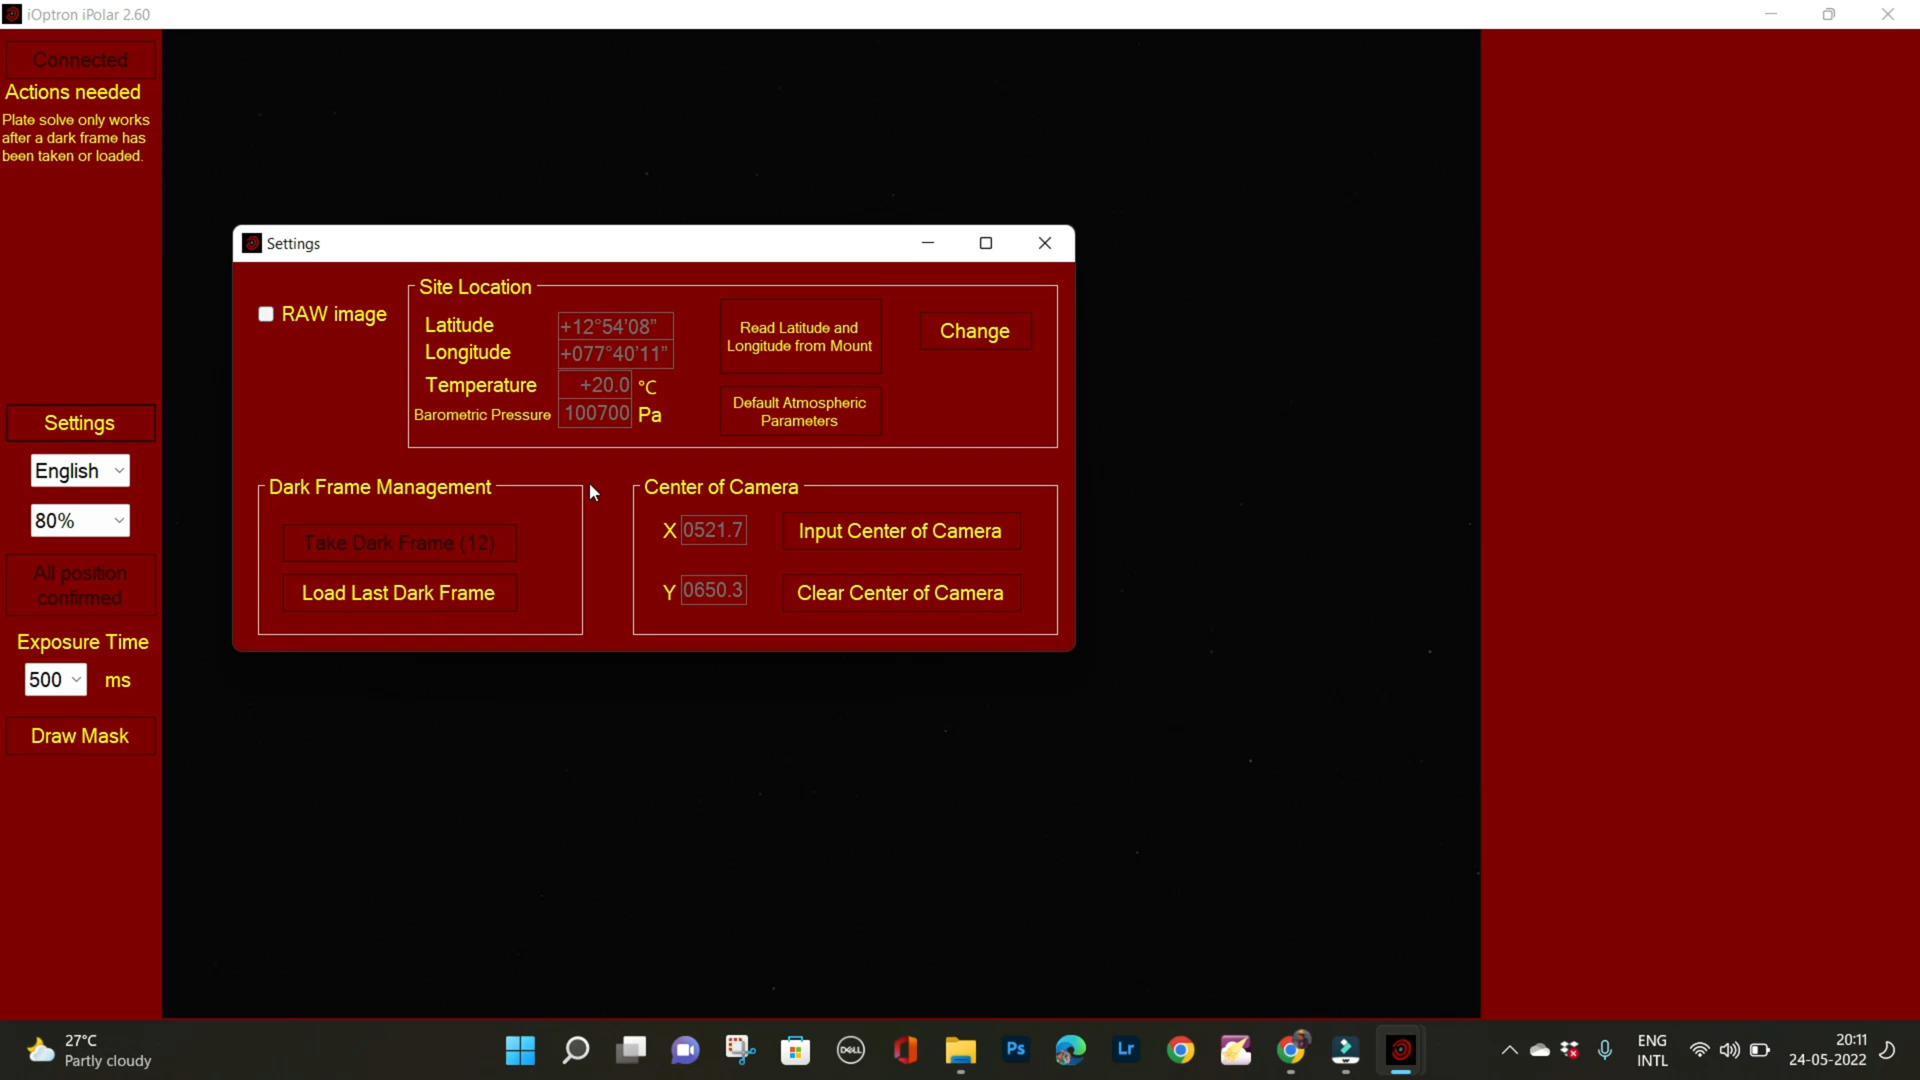 iOptron iPolar 2.60
Connected
Actions needed
Plate solve only works
after a dark frame has
been taken or loaded.
Settings
English
80%
All position
confirmed
Exposure Time
500 ms
Draw Mask
Settings
RAW image
Site Location
Latitude +12°54'08"
Longitude +077°40'11"
Temperature +20.0 °C
Barometric Pressure 100700 Pa
Read Latitude and
Longitude from Mount
Default Atmospheric
Parameters
Change
Dark Frame Management
Take Dark Frame (12)
Load Last Dark Frame
Center of Camera
X 0521.7 Input Center of Camera
Y 0650.3 Clear Center of Camera
27°C
Partly cloudy
DELL
Ps
Lr
ENG
INTL
20:11
24-05-2022